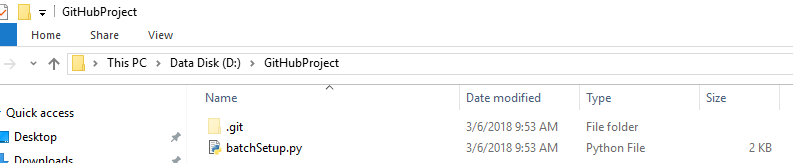 GitHubProject
Home Share View
This PC > Data Disk (D:) > GitHubProject
Name Date modified Type Size
Quick access
.git 3/6/2018 9:53 AM File folder
Desktop
batchSetup.py 3/6/2018 9:53 AM Python File 2 KB
Downloads